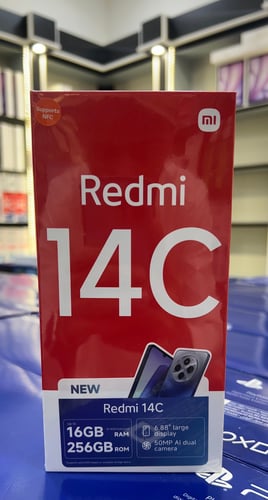 Supports
NFC
mi
Redmi
14C
NEW
Redmi 14C
16GB RAM
256GB ROM
6.88" large
display
50MP AI dual
camera